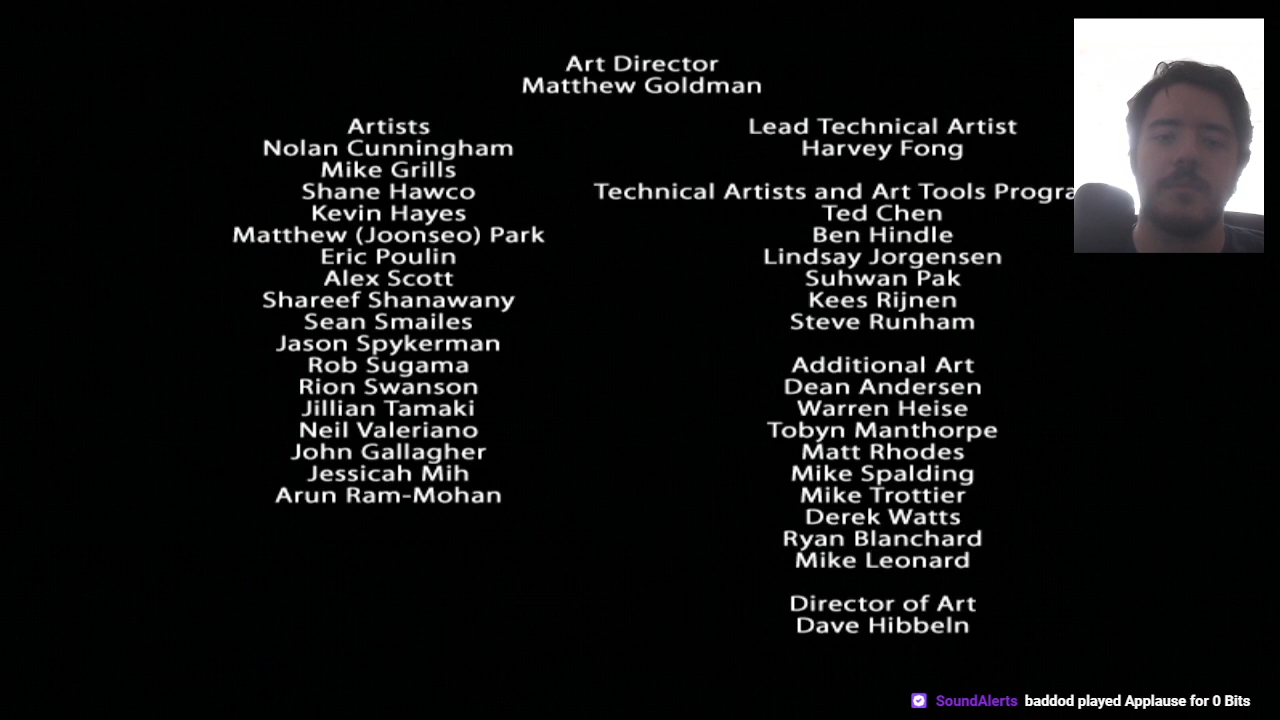 Art Director
Matthew Goldman
Artists
Nolan Cunningham
Mike Grills
Shane Hawco
Kevin Hayes
Matthew (Joonseo) Park
Eric Poulin
Alex Scott
Shareef Shanawany
Sean Smailes
Jason Spykerman
Rob Sugama
Rion Swanson
Jillian Tamaki
Neil Valeriano
John Gallagher
Jessicah Mih
Arun Ram-Mohan
Lead Technical Artist
Harvey Fong
Technical Artists and Art Tools
Ted Chen
Ben Hindle
Lindsay Jorgensen
Suhwan Pak
Kees Rijnen
Steve Runham
Additional Art
Dean Andersen
Warren Heise
Tobyn Manthorpe
Matt Rhodes
Mike Spalding
Mike Trottier
Derek Watts
Ryan Blanchard
Mike Leonard
Director of Art
Dave Hibbeln
SoundAlerts baddod played Applause for 0 Bits